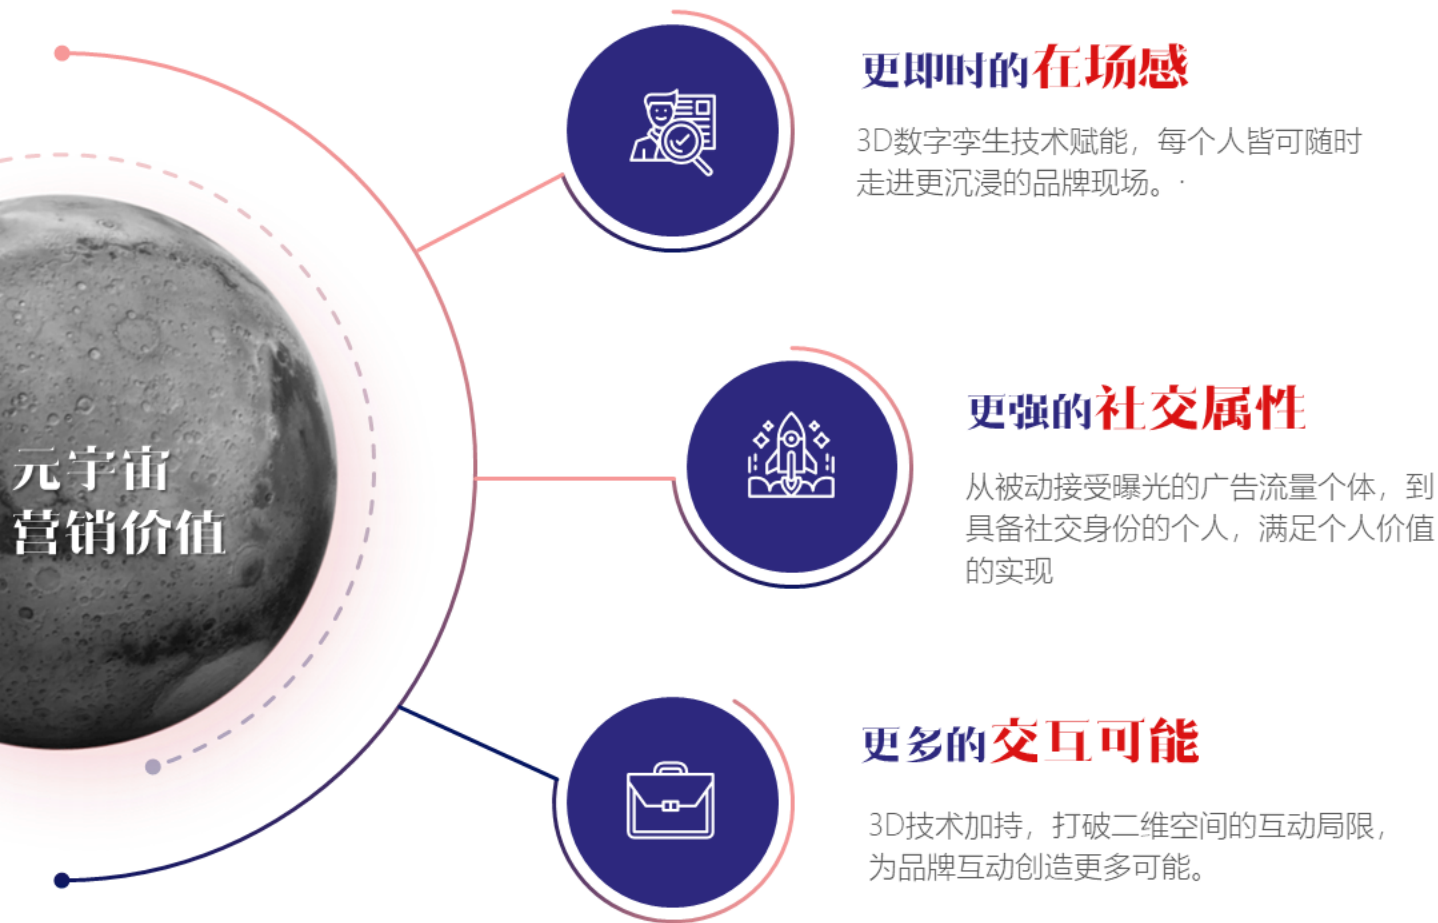 元宇宙
营销价值
更即时的在场感
3D数字孪生技术赋能，每个人皆可随时
走进更沉浸的品牌现场。·
更强的社交属性
从被动接受曝光的广告流量个体，到
具备社交身份的个人，满足个人价值
的实现
更多的交互可能
3D技术加持，打破二维空间的互动局限，
为品牌互动创造更多可能。